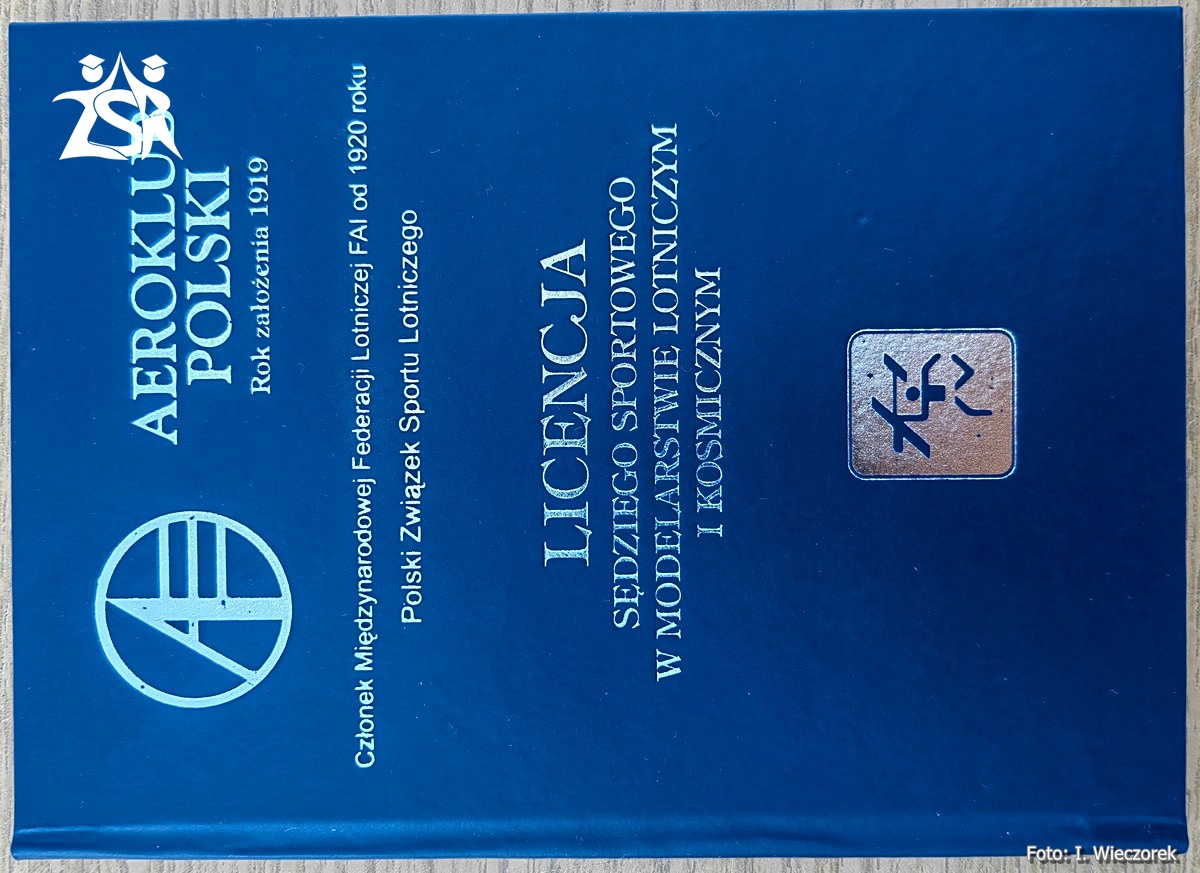 AEROKLUB
POLSKI
Rok założenia 1919
Członek Międzynarodowej Federacji Lotniczej FAI od 1920 roku
Polski Związek Sportu Lotniczego
LICENCJA
SĘDZIEGO SPORTOWEGO
W MODELARSTWIE LOTNICZYM
I KOSMICZNYM
ZSR
Foto: I. Wieczorek